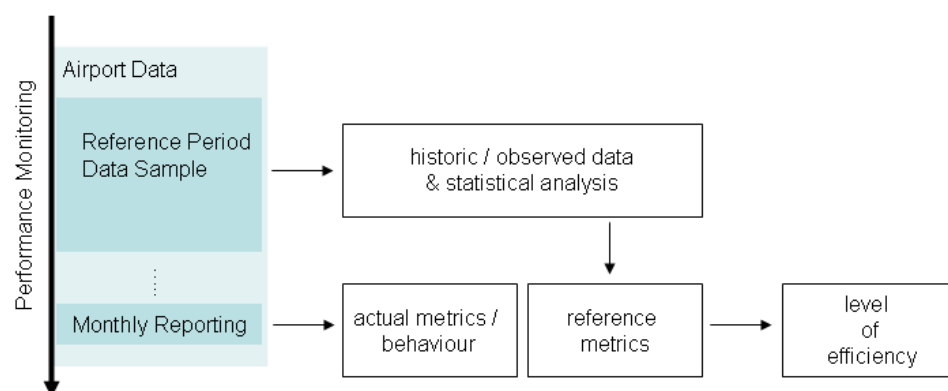 Performance Monitoring
Airport Data
Reference Period
Data Sample
historic / observed data
& statistical analysis
Monthly Reporting
actual metrics /
behaviour
reference
metrics
level
of
efficiency